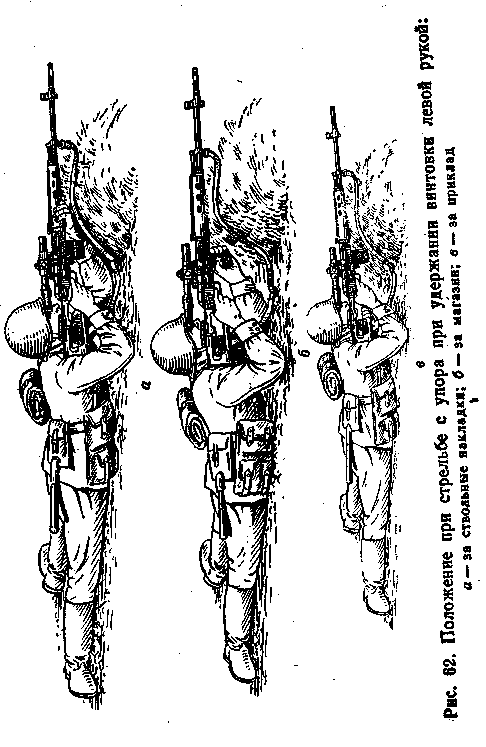 а
б
в
Рис. 62. Положение при стрельбе с упора при удержании винтовки левой рукой:
а — за ствольные накладки; б — за магазин; в — за приклад